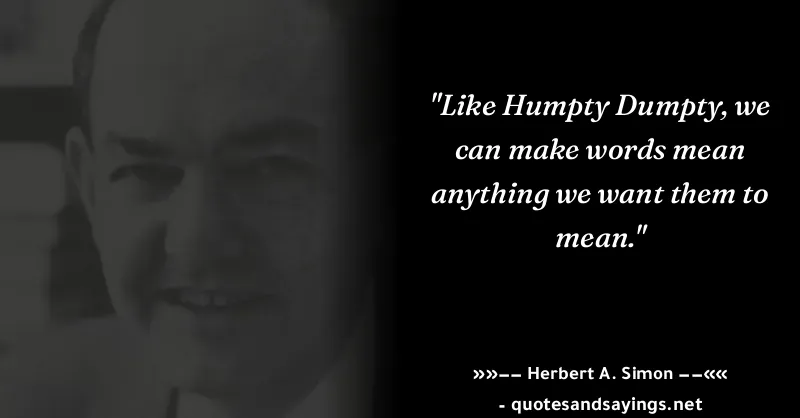 "Like Humpty Dumpty, we
can make words mean
anything we want them to
mean."
»»–– Herbert A. Simon ––««
- quotesandsayings.net